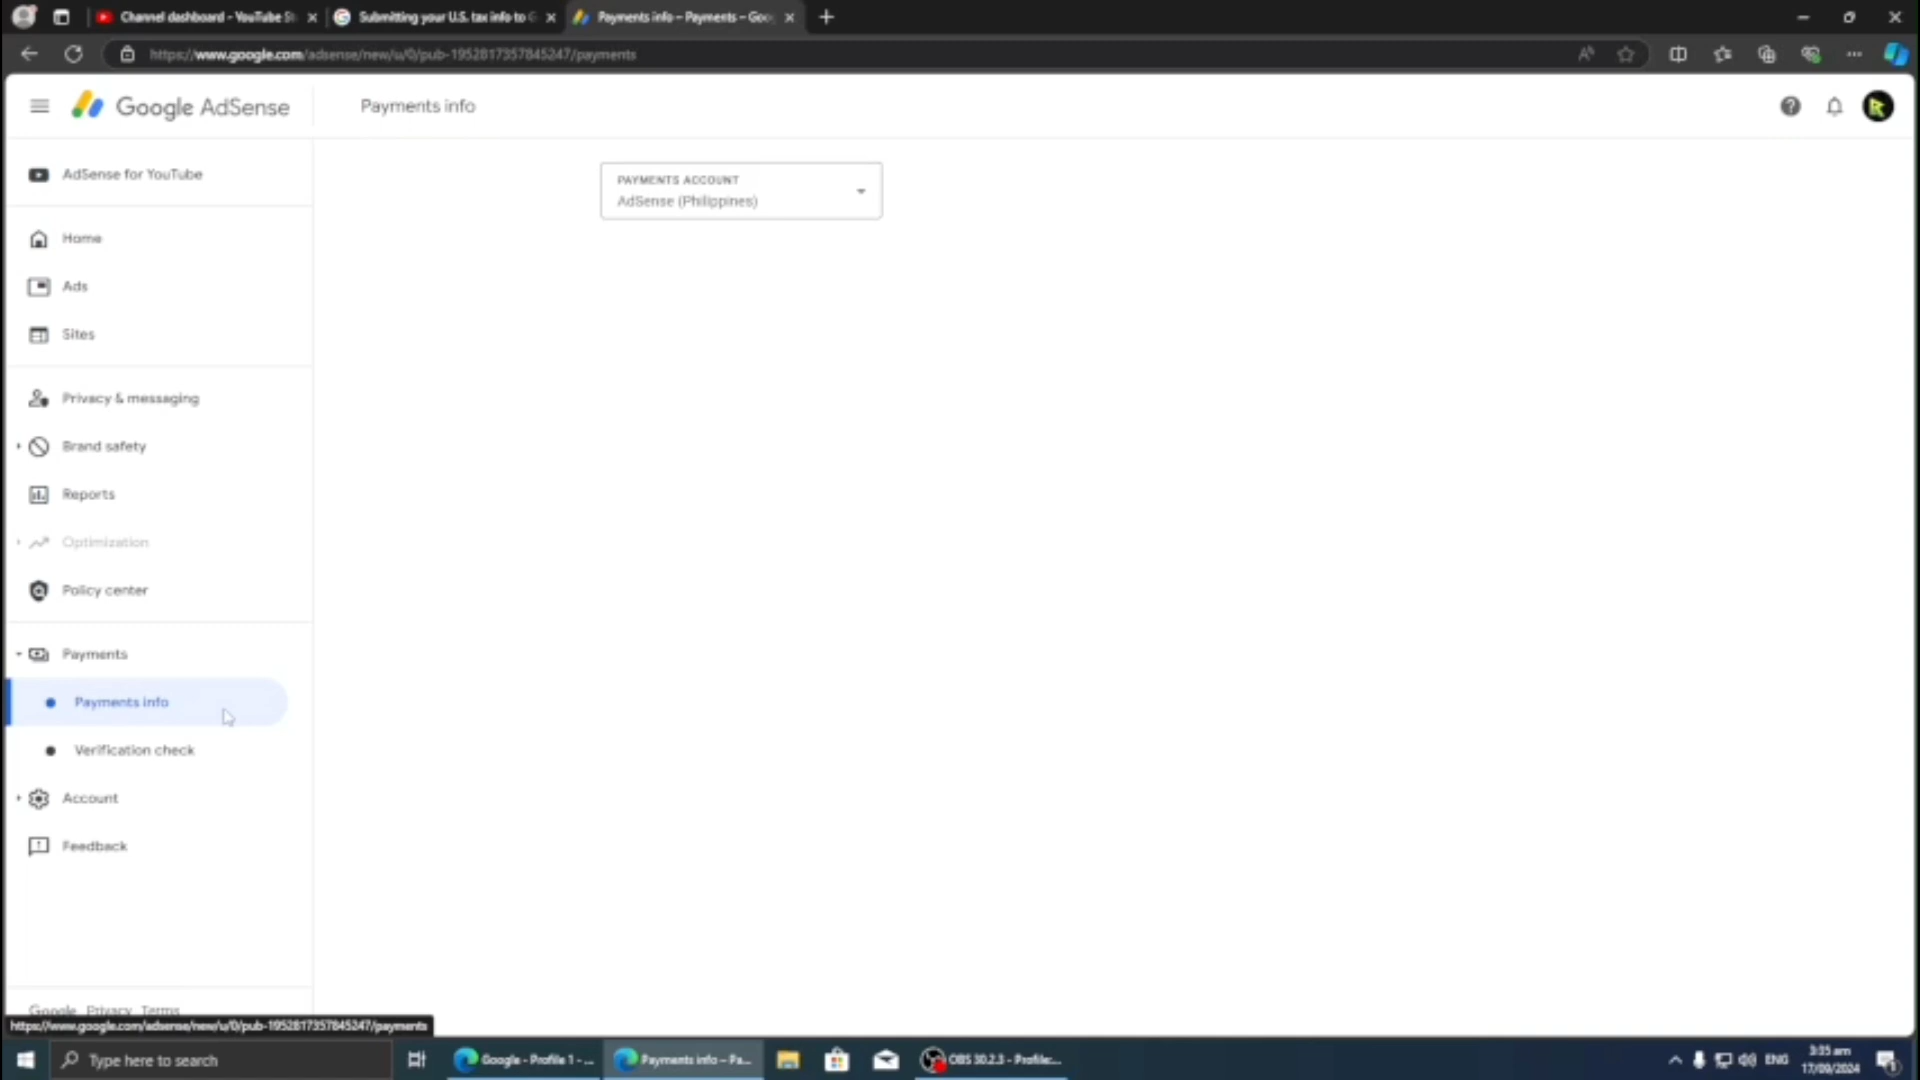 Channel dashboard - YouTube St
Submitting your U.S. tax info to G
Payments info – Payments – Goo
https://www.google.com/adsense/new/u/0/pub-1952817357845247/payments
Google AdSense
Payments info
AdSense for YouTube
PAYMENTS ACCOUNT
AdSense (Philippines)
Home
Ads
Sites
Privacy & messaging
Brand safety
Reports
Optimization
Policy center
Payments
Payments info
Verification check
Account
Feedback
Google Privacy Terms
https://www.google.com/adsense/new/u/0/pub-1952817357845247/payments
Type here to search
Google - Profile 1 - ...
Payments info – Pa...
OBS 30.2.3 - Profile:...
ENG
3:35 am
17/09/2024